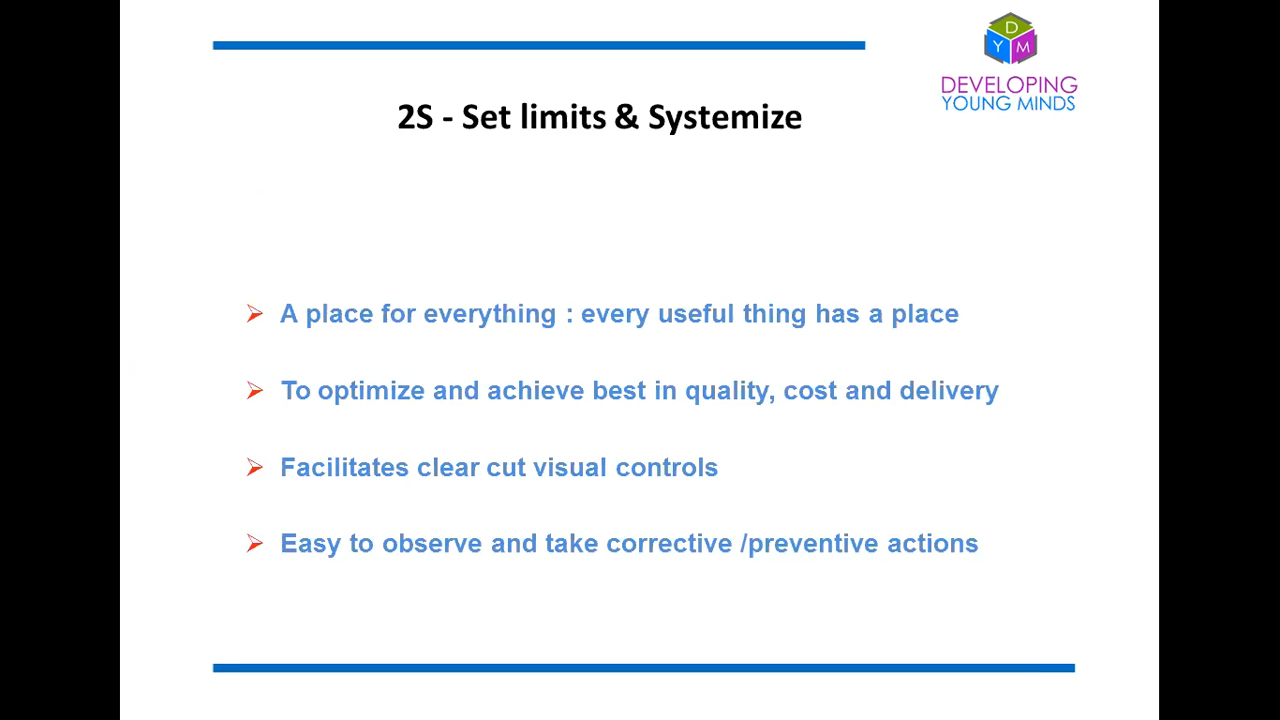 D
Y M
DEVELOPING
YOUNG MINDS
2S - Set limits & Systemize
A place for everything : every useful thing has a place
To optimize and achieve best in quality, cost and delivery
Facilitates clear cut visual controls
Easy to observe and take corrective /preventive actions